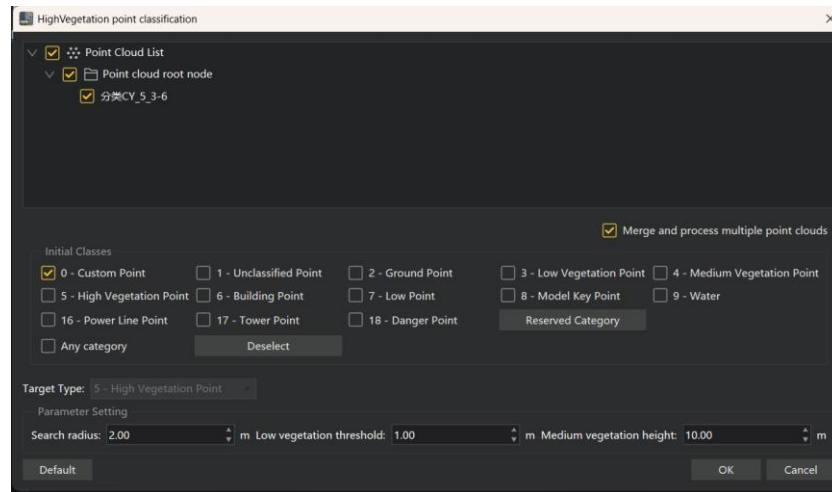 HighVegetation point classification
Point Cloud List
Point cloud root node
分类CY_5_3-6
Merge and process multiple point clouds
Initial Classes
0 - Custom Point 1 - Unclassified Point 2 - Ground Point 3 - Low Vegetation Point 4 - Medium Vegetation Point
5 - High Vegetation Point 6 - Building Point 7 - Low Point 8 - Model Key Point 9 - Water
16 - Power Line Point 17 - Tower Point 18 - Danger Point Reserved Category
Any category Deselect
Target Type: 5 - High Vegetation Point
Parameter Setting
Search radius: 2.00 m Low vegetation threshold: 1.00 m Medium vegetation height: 10.00 m
Default OK Cancel